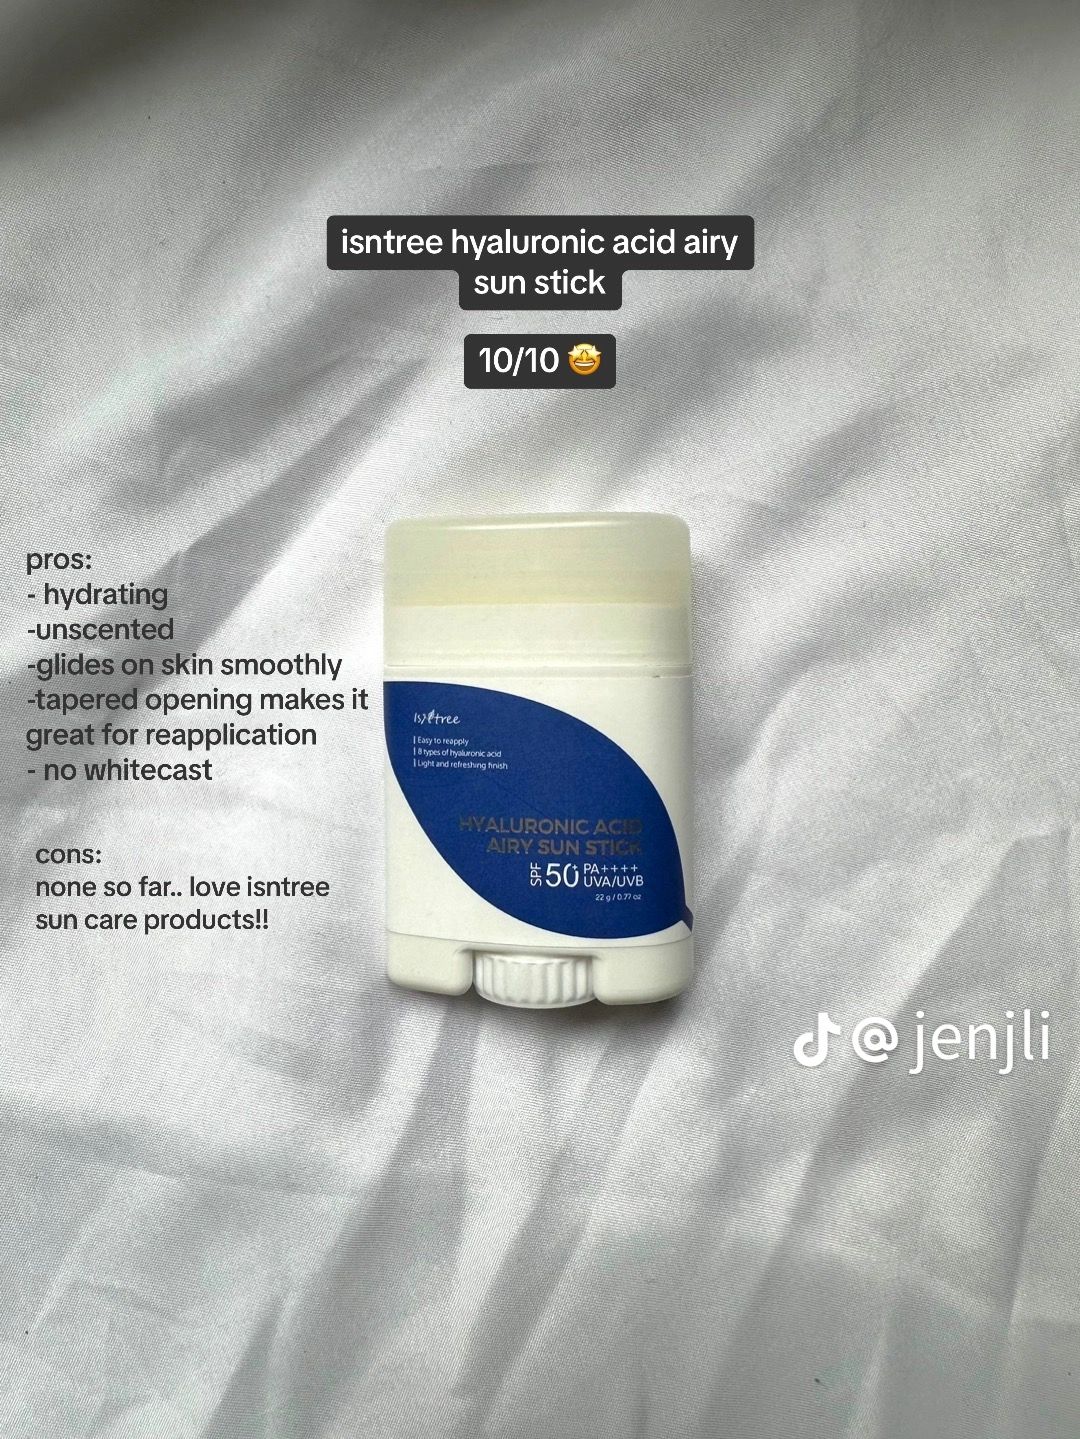 isntree hyaluronic acid airy
sun stick
10/10 🤩
pros:
- hydrating
-unscented
-glides on skin smoothly
-tapered opening makes it
great for reapplication
- no whitecast
cons:
none so far.. love isntree
sun care products!!
isntree
Easy to reapply
8 types of hyaluronic acid
Light and refreshing finish
HYALURONIC ACID
AIRY SUN STICK
SPF 50+ PA++++
UVA/UVB
22 g / 0.77 oz
@jenjli